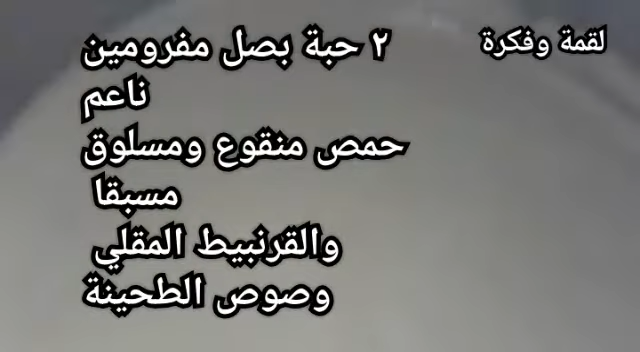 لقمة وفكرة
٢ حبة بصل مفرومين
ناعم
حمص منقوع ومسلوق
مسبقا
والقرنبيط المقلي
وصوص الطحينة